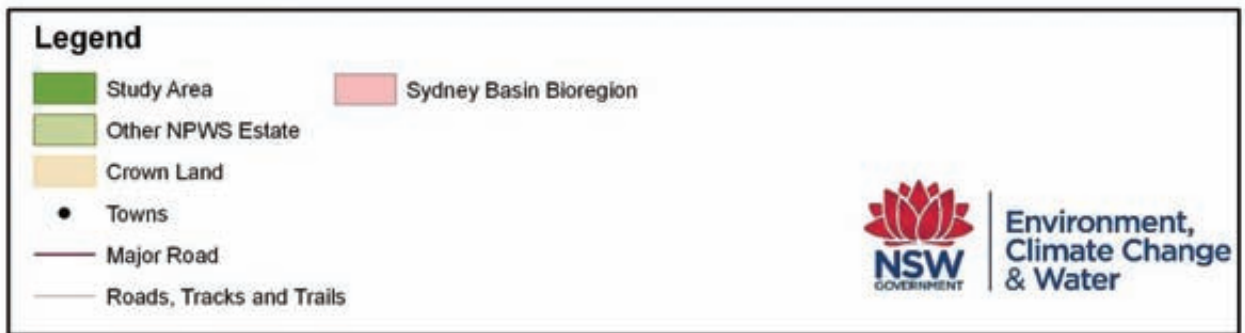 Legend
Study Area
Sydney Basin Bioregion
Other NPWS Estate
Crown Land
Towns
Major Road
Roads, Tracks and Trails
NSW
GOVERNMENT
Environment,
Climate Change
& Water